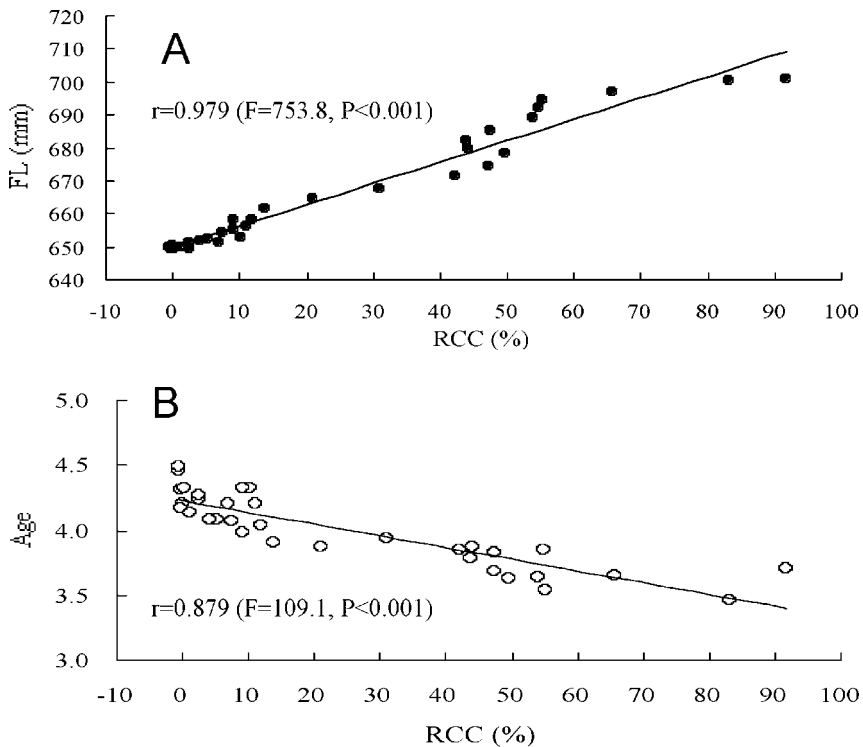 A
r=0.979 (F=753.8, P<0.001)
FL (mm)
720
710
700
690
680
670
660
650
640
-10 0 10 20 30 40 50 60 70 80 90 100
RCC (%)
B
r=0.879 (F=109.1, P<0.001)
Age
5.0
4.5
4.0
3.5
3.0
-10 0 10 20 30 40 50 60 70 80 90 100
RCC (%)